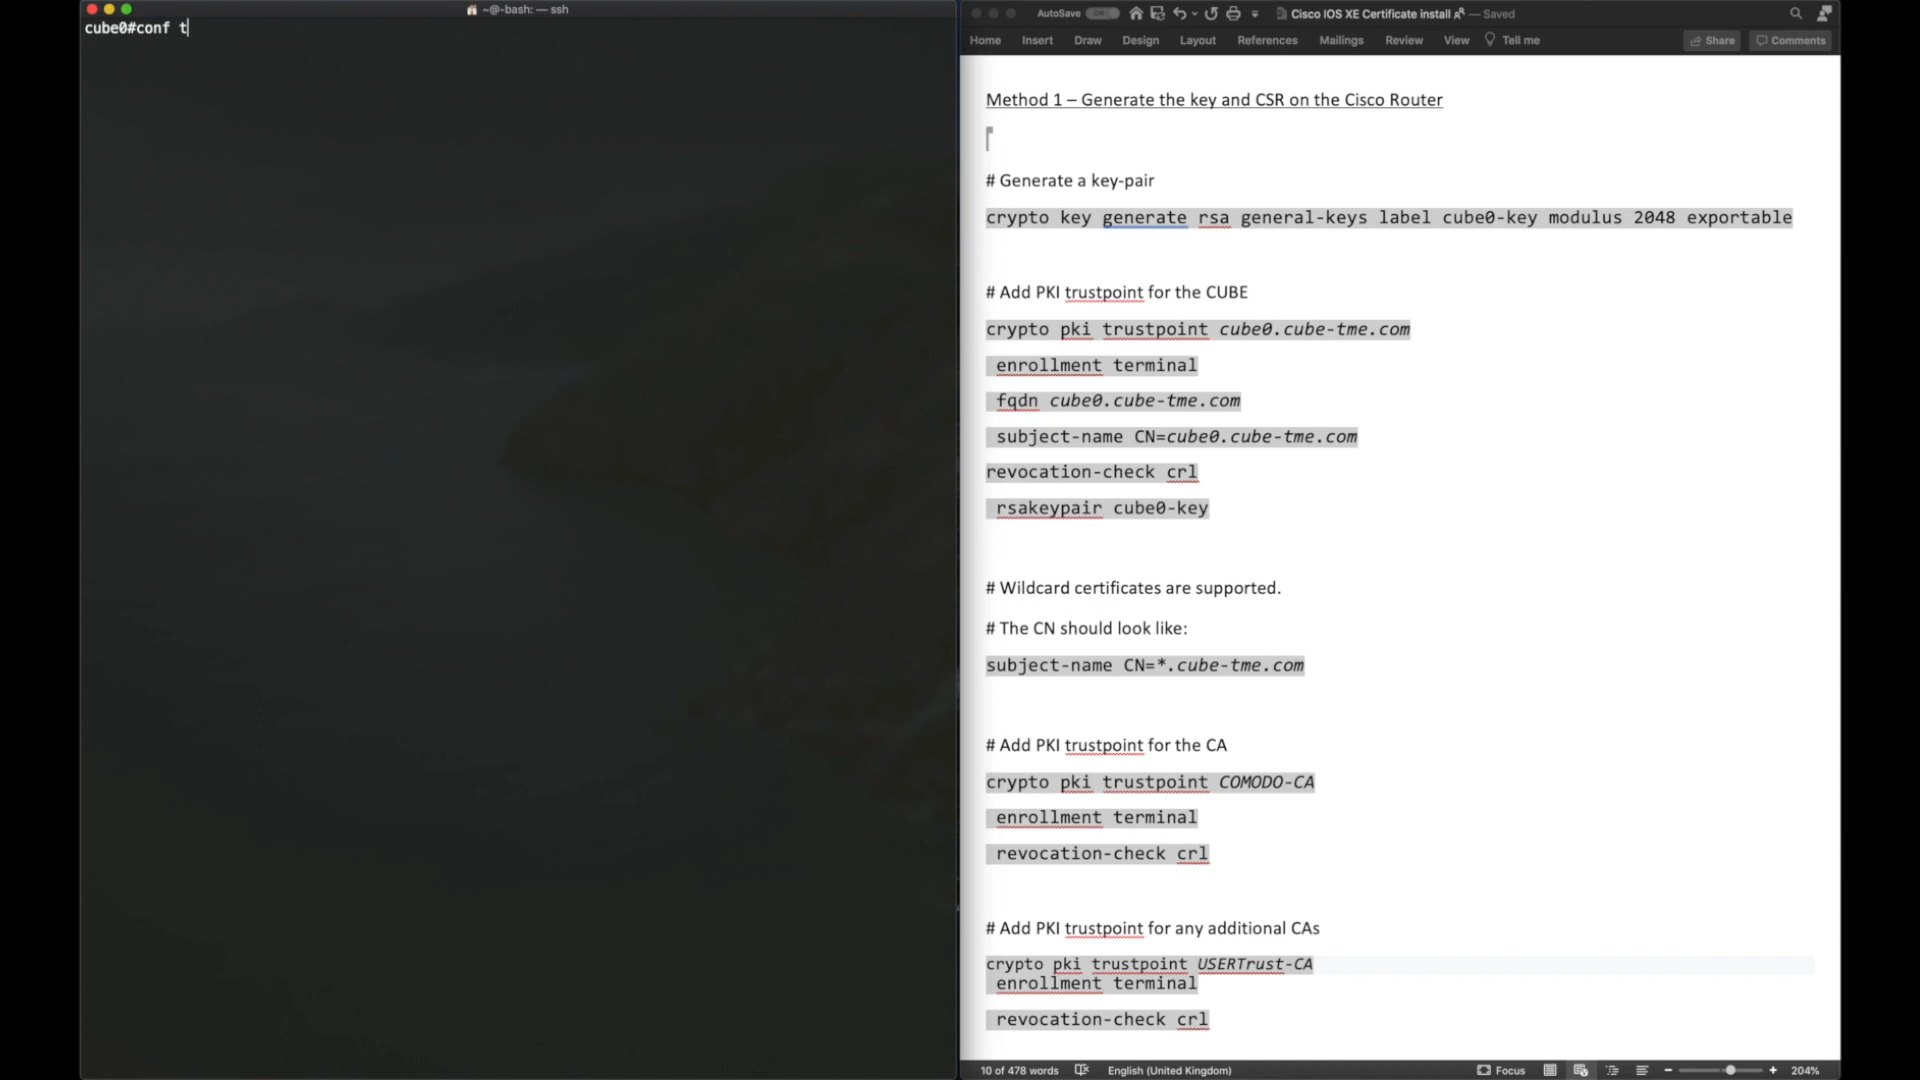 ~@-bash: — ssh
cube0#conf t
AutoSave
Cisco IOS XE Certificate install — Saved
Home Insert Draw Design Layout References Mailings Review View Tell me Share Comments
Method 1 – Generate the key and CSR on the Cisco Router
# Generate a key-pair
crypto key generate rsa general-keys label cube0-key modulus 2048 exportable
# Add PKI trustpoint for the CUBE
crypto pki trustpoint cube0.cube-tme.com
enrollment terminal
fqdn cube0.cube-tme.com
subject-name CN=cube0.cube-tme.com
revocation-check crl
rsakeypair cube0-key
# Wildcard certificates are supported.
# The CN should look like:
subject-name CN=*.cube-tme.com
# Add PKI trustpoint for the CA
crypto pki trustpoint COMODO-CA
enrollment terminal
revocation-check crl
# Add PKI trustpoint for any additional CAs
crypto pki trustpoint USERTrust-CA
enrollment terminal
revocation-check crl
10 of 478 words English (United Kingdom) Focus 204%